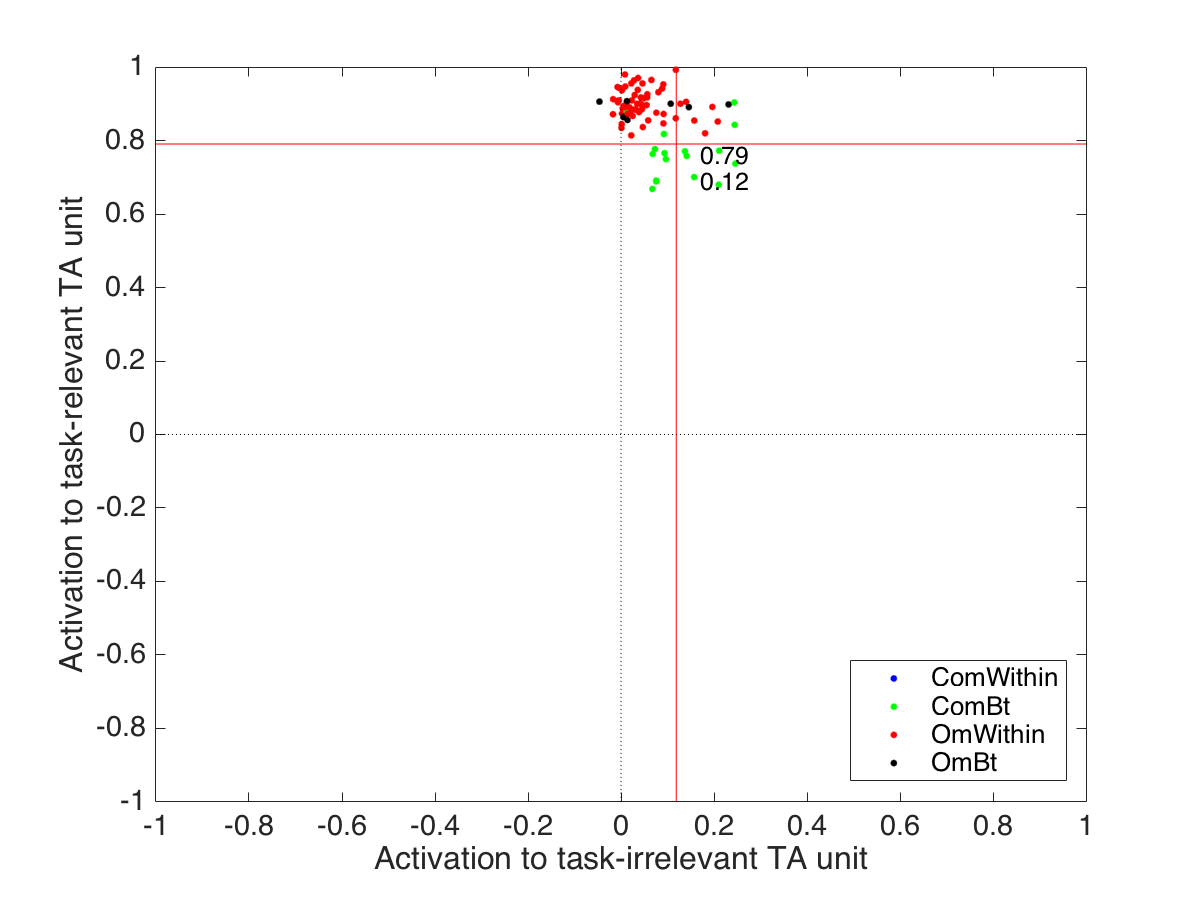 1
0.8
0.79
0.12
0.6
0.4
0.2
0
-0.2
-0.4
-0.6
-0.8
-1
Activation to task-relevant TA unit
ComWithin
ComBt
OmWithin
OmBt
-1 -0.8 -0.6 -0.4 -0.2 0 0.2 0.4 0.6 0.8 1
Activation to task-irrelevant TA unit